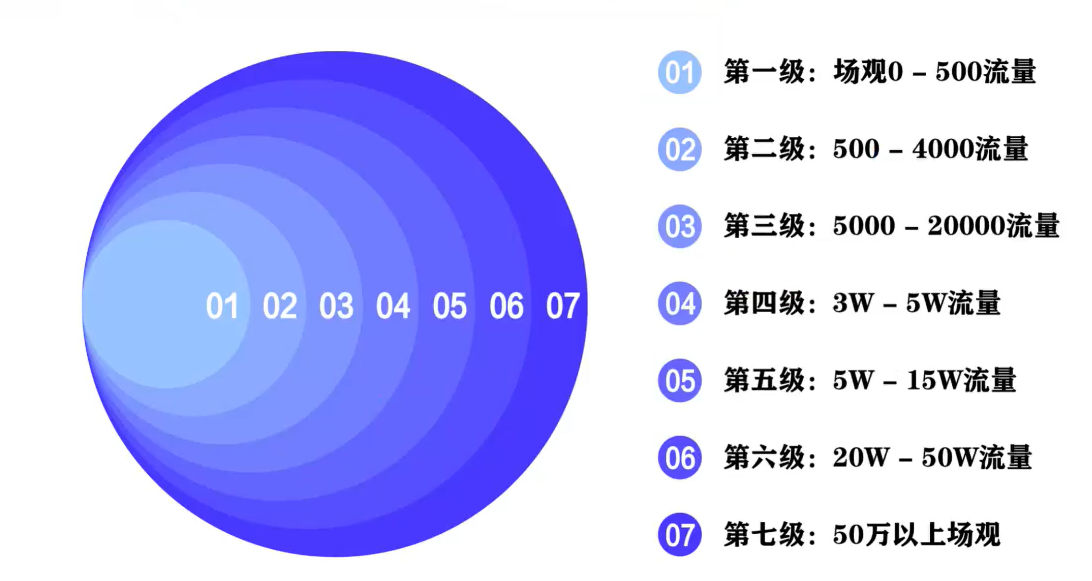 01 02 03 04 05 06 07
01 第一级：场观0 – 500流量
02 第二级：500 – 4000流量
03 第三级：5000 – 20000流量
04 第四级：3W – 5W流量
05 第五级：5W – 15W流量
06 第六级：20W – 50W流量
07 第七级：50万以上场观